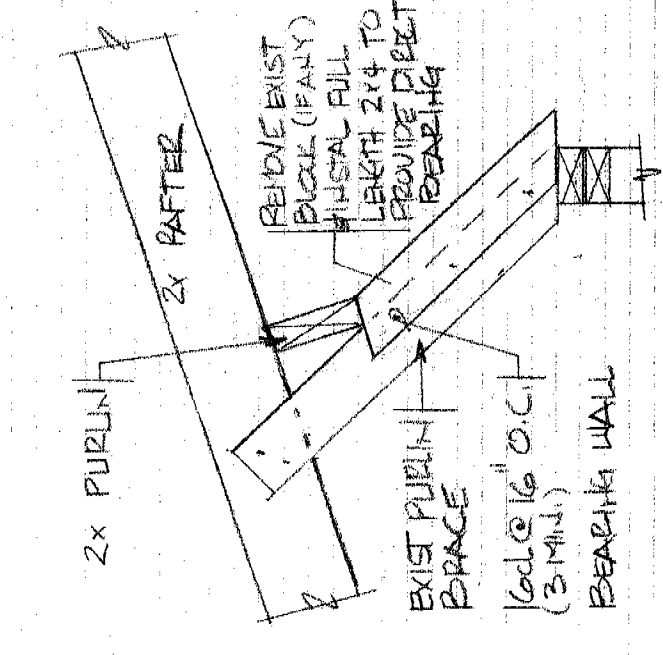 2x PURLIN
2x RAFTER
REMOVE EXIST
BLOCK (IF ANY)
INSTAL FULL
LENGTH 2x4 TO
PROVIDE DIRECT
BEARING
EXIST PURLIN
BRACE
16d @ 16" O.C.
(3 MIN.)
BEARING WALL